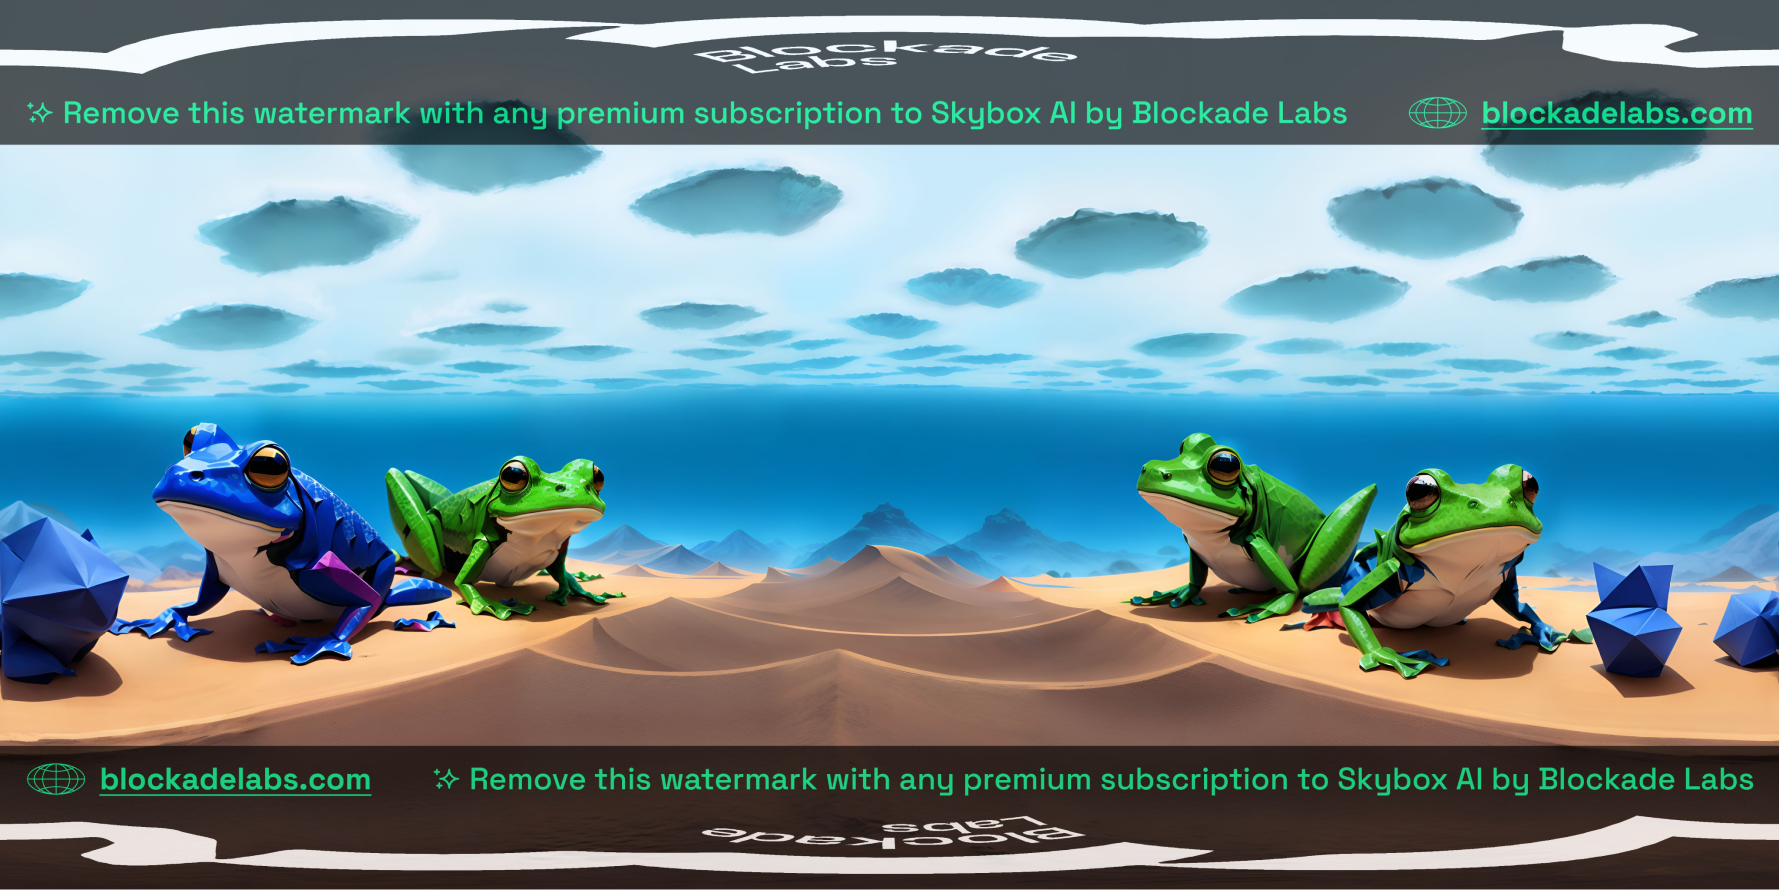 Blockade
Labs
Remove this watermark with any premium subscription to Skybox AI by Blockade Labs
blockadelabs.com
blockadelabs.com
Remove this watermark with any premium subscription to Skybox AI by Blockade Labs
Blockade
Labs